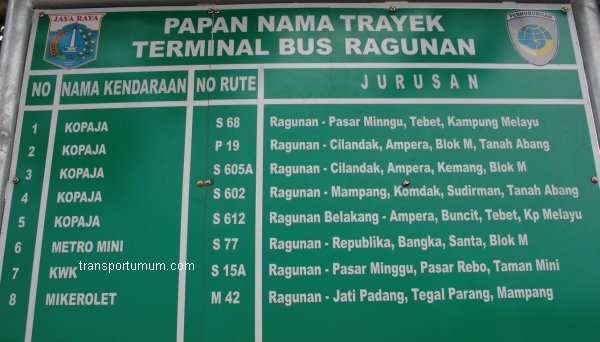 JAYA RAYA
PAPAN NAMA TRAYEK
TERMINAL BUS RAGUNAN
PERHUBUNGAN
NO NAMA KENDARAAN NO RUTE JURUSAN
1 KOPAJA S 68 Ragunan - Pasar Minngu, Tebet, Kampung Melayu
2 KOPAJA P 19 Ragunan - Cilandak, Ampera, Blok M, Tanah Abang
3 KOPAJA S 605A Ragunan - Cilandak, Ampera, Kemang, Blok M
4 KOPAJA S 602 Ragunan - Mampang, Komdak, Sudirman, Tanah Abang
5 KOPAJA S 612 Ragunan Belakang - Ampera, Buncit, Tebet, Kp Melayu
6 METRO MINI S 77 Ragunan - Republika, Bangka, Santa, Blok M
7 KWK S 15A Ragunan - Pasar Minggu, Pasar Rebo, Taman Mini
transportumum.com
8 MIKEROLET M 42 Ragunan - Jati Padang, Tegal Parang, Mampang